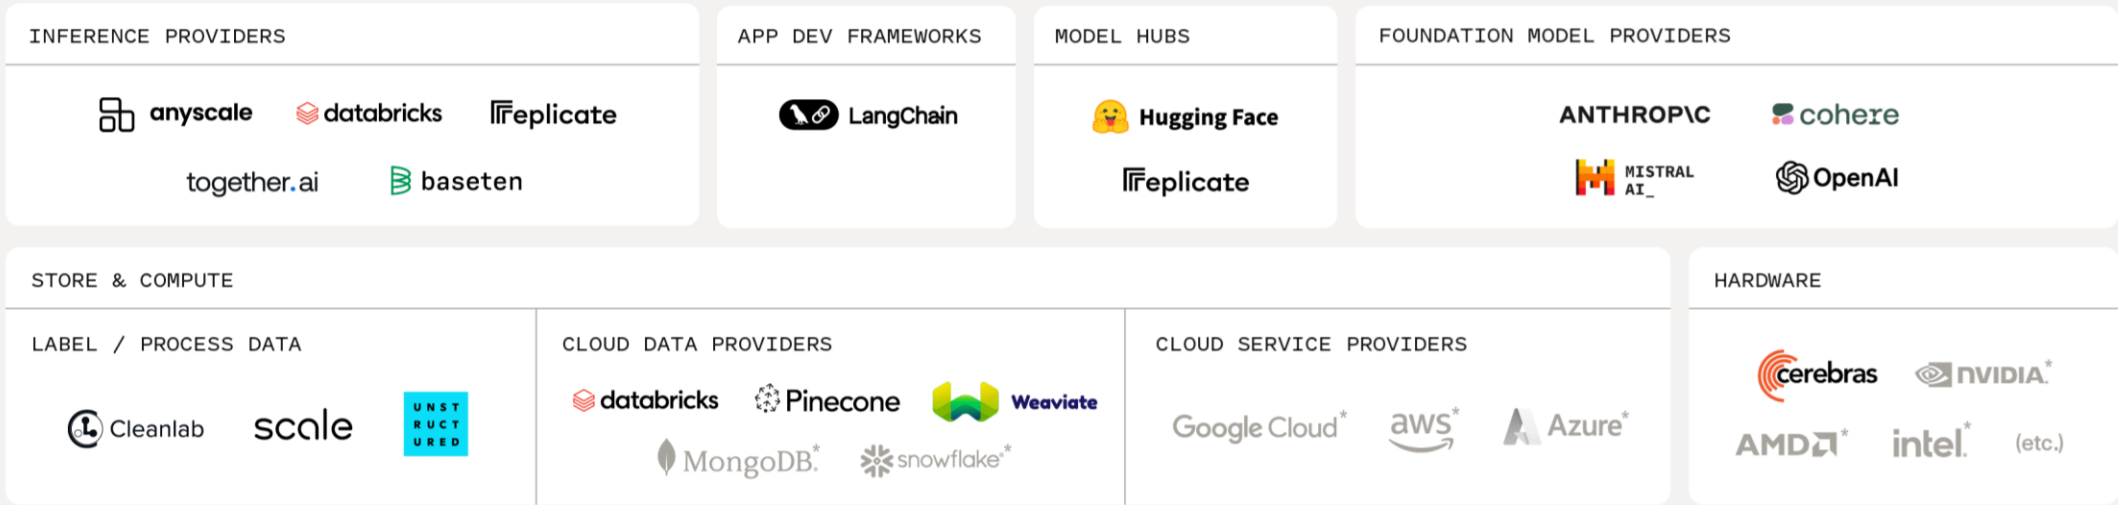 INFERENCE PROVIDERS
anyscale databricks Replicate
together.ai baseten
APP DEV FRAMEWORKS
LangChain
MODEL HUBS
Hugging Face
Replicate
FOUNDATION MODEL PROVIDERS
ANTHROP\C cohere
MISTRAL
AI_
OpenAI
STORE & COMPUTE
LABEL / PROCESS DATA
Cleanlab scale
UNST
RUCT
URED
CLOUD DATA PROVIDERS
databricks Pinecone Weaviate
MongoDB.* snowflake*
CLOUD SERVICE PROVIDERS
Google Cloud* aws* Azure*
HARDWARE
cerebras NVIDIA.*
AMD* intel.* (etc.)